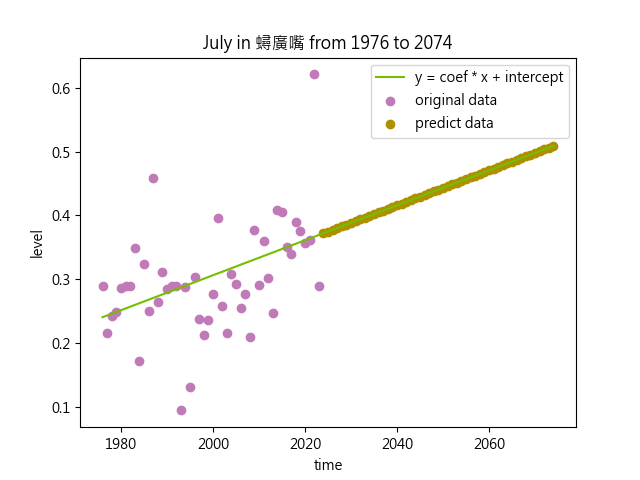 July in 蟳廣嘴 from 1976 to 2074
y = coef * x + intercept
original data
predict data
level
0.6
0.5
0.4
0.3
0.2
0.1
1980 2000 2020 2040 2060
time